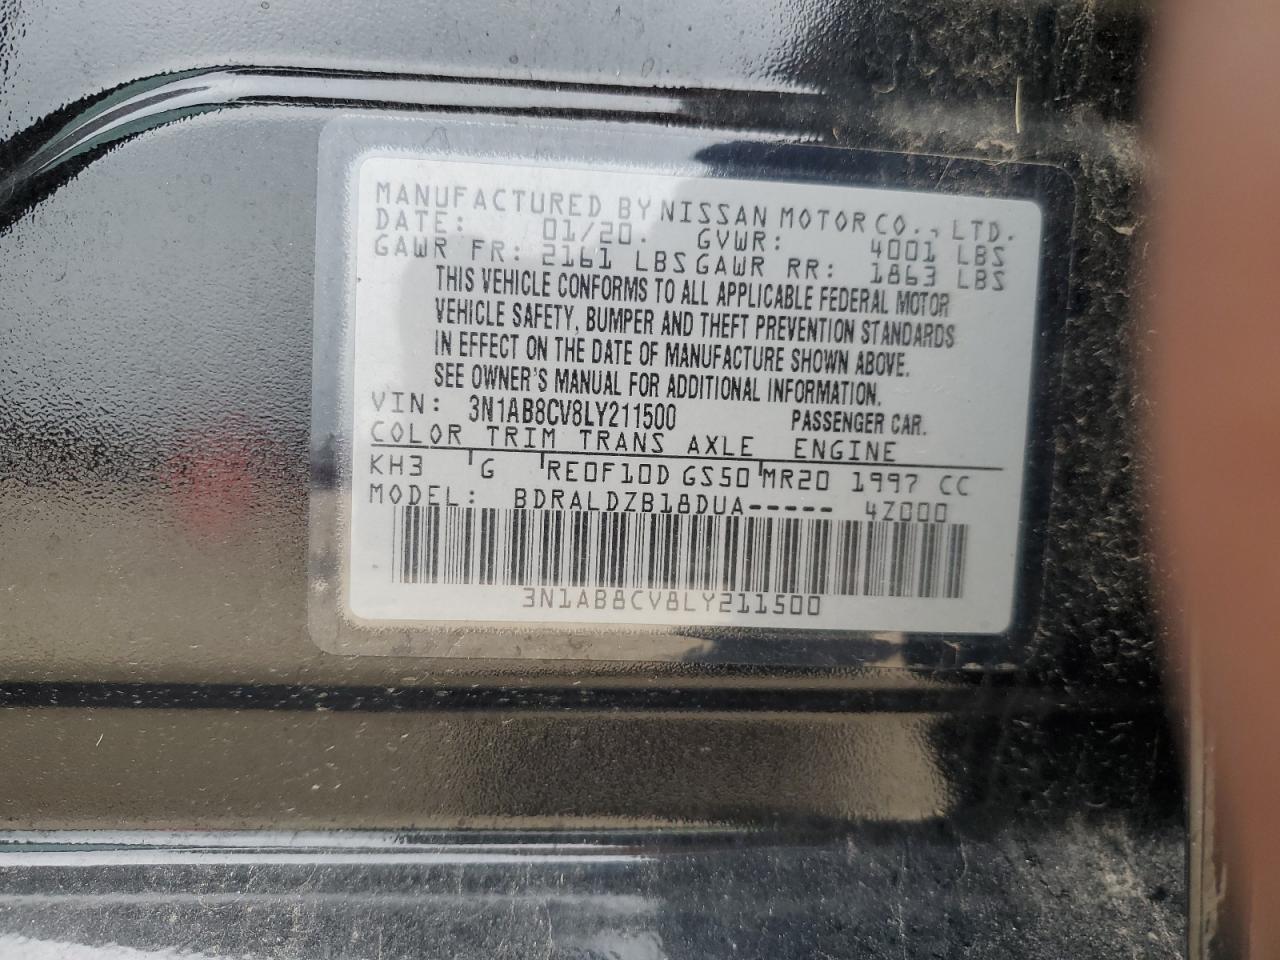 MANUFACTURED BY NISSAN MOTOR CO., LTD.
DATE: 01/20. GVWR: 4001 LBS
GAWR FR: 2161 LBS GAWR RR: 1863 LBS
THIS VEHICLE CONFORMS TO ALL APPLICABLE FEDERAL MOTOR
VEHICLE SAFETY, BUMPER AND THEFT PREVENTION STANDARDS
IN EFFECT ON THE DATE OF MANUFACTURE SHOWN ABOVE.
SEE OWNER'S MANUAL FOR ADDITIONAL INFORMATION.
VIN: 3N1AB8CV8LY211500 PASSENGER CAR.
COLOR TRIM TRANS AXLE ENGINE
KH3 G RE0F10D GS50 MR20 1997 CC
MODEL: BDRALDZB18DUA----- 4Z000
3N1AB8CV8LY211500